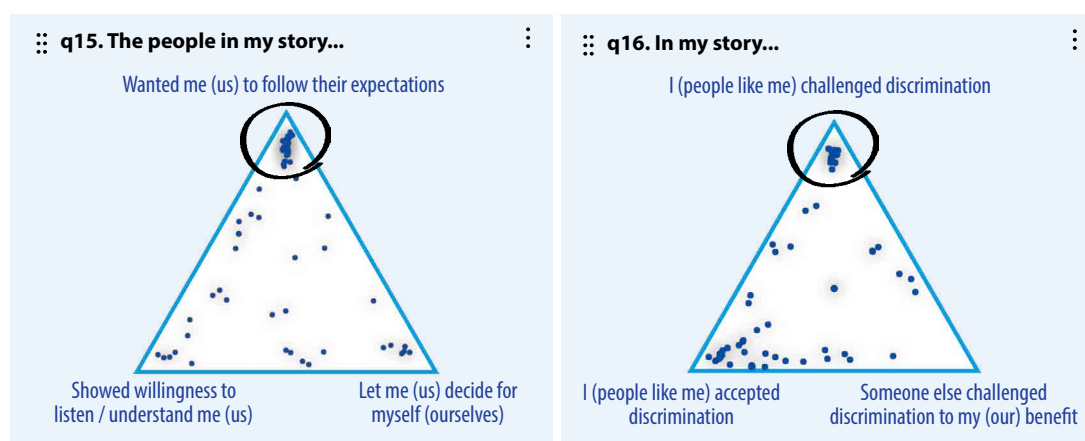 q15. The people in my story...
Wanted me (us) to follow their expectations
Showed willingness to
listen / understand me (us)
Let me (us) decide for
myself (ourselves)
q16. In my story...
I (people like me) challenged discrimination
I (people like me) accepted
discrimination
Someone else challenged
discrimination to my (our) benefit